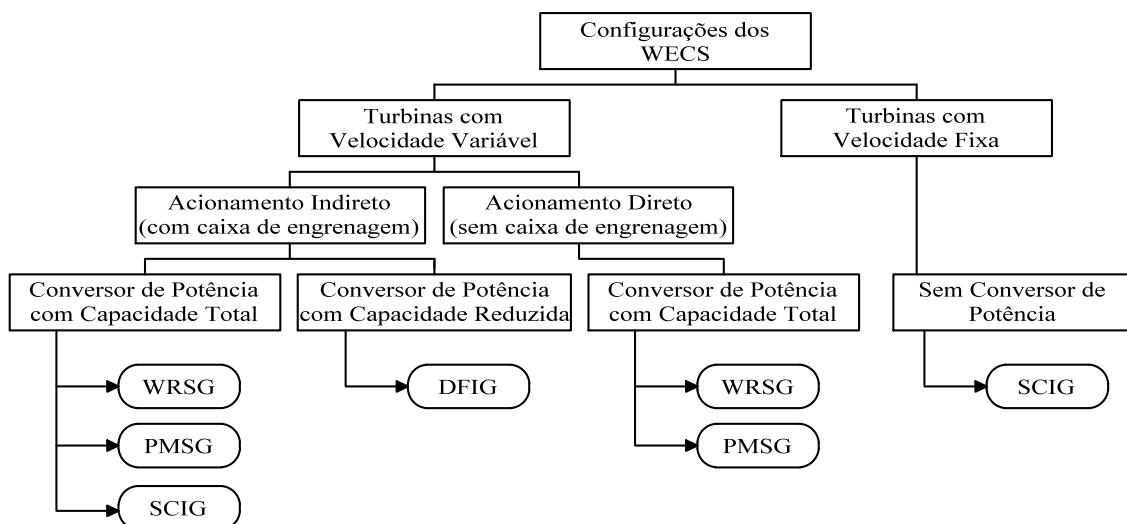 Configurações dos
WECS
Turbinas com
Velocidade Variável
Turbinas com
Velocidade Fixa
Acionamento Indireto
(com caixa de engrenagem)
Acionamento Direto
(sem caixa de engrenagem)
Conversor de Potência
com Capacidade Total
Conversor de Potência
com Capacidade Reduzida
Conversor de Potência
com Capacidade Total
Sem Conversor de
Potência
WRSG
DFIG
WRSG
SCIG
PMSG
PMSG
SCIG